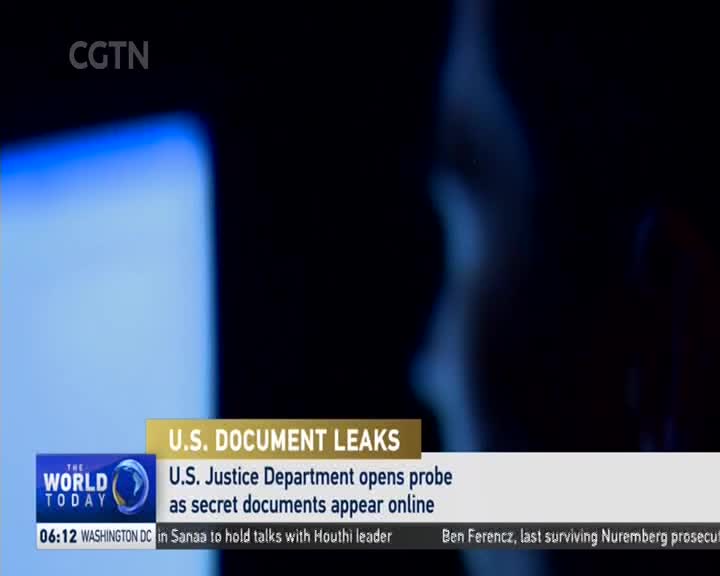 CGTN
U.S. DOCUMENT LEAKS
THE
WORLD
TODAY
U.S. Justice Department opens probe
as secret documents appear online
06:12 WASHINGTON DC
in Sanaa to hold talks with Houthi leader
Ben Ferencz, last surviving Nuremberg prosecut